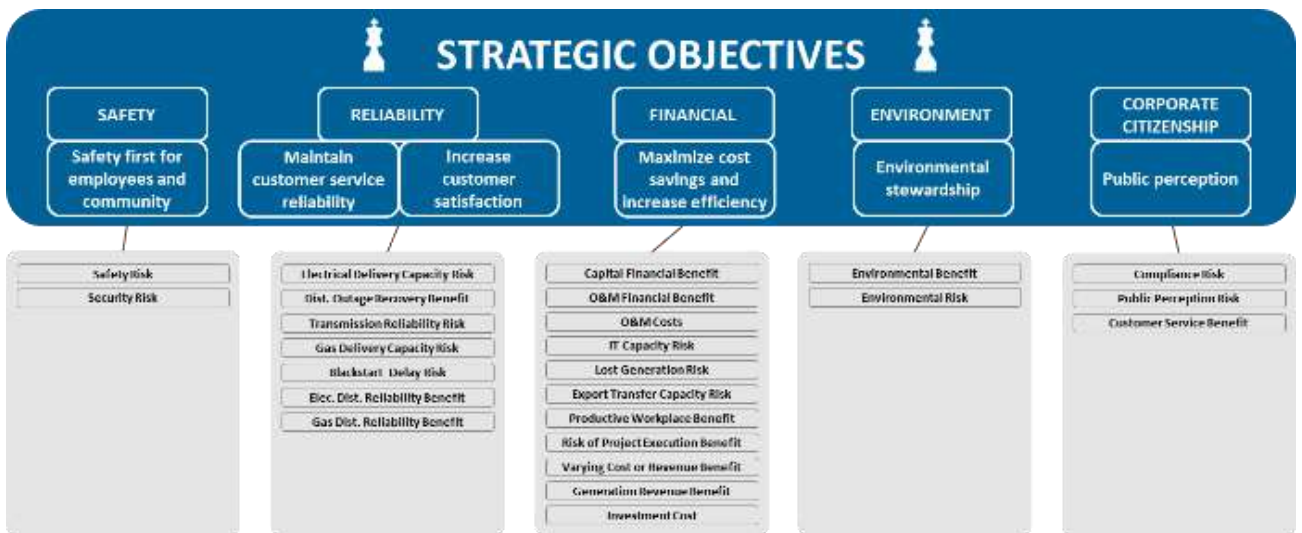 STRATEGIC OBJECTIVES
SAFETY
Safety first for
employees and
community
RELIABILITY
Maintain
customer service
reliability
Increase
customer
satisfaction
FINANCIAL
Maximize cost
savings and
increase efficiency
ENVIRONMENT
Environmental
stewardship
CORPORATE
CITIZENSHIP
Public perception
Safety Risk
Security Risk
Electrical Delivery Capacity Risk
Dist. Outage Recovery Benefit
Transmission Reliability Risk
Gas Delivery Capacity Risk
Blackstart Delay Risk
Elec. Dist. Reliability Benefit
Gas Dist. Reliability Benefit
Capital Financial Benefit
O&M Financial Benefit
O&M Costs
IT Capacity Risk
Lost Generation Risk
Export Transfer Capacity Risk
Productive Workplace Benefit
Risk of Project Execution Benefit
Varying Cost or Revenue Benefit
Generation Revenue Benefit
Investment Cost
Environmental Benefit
Environmental Risk
Compliance Risk
Public Perception Risk
Customer Service Benefit